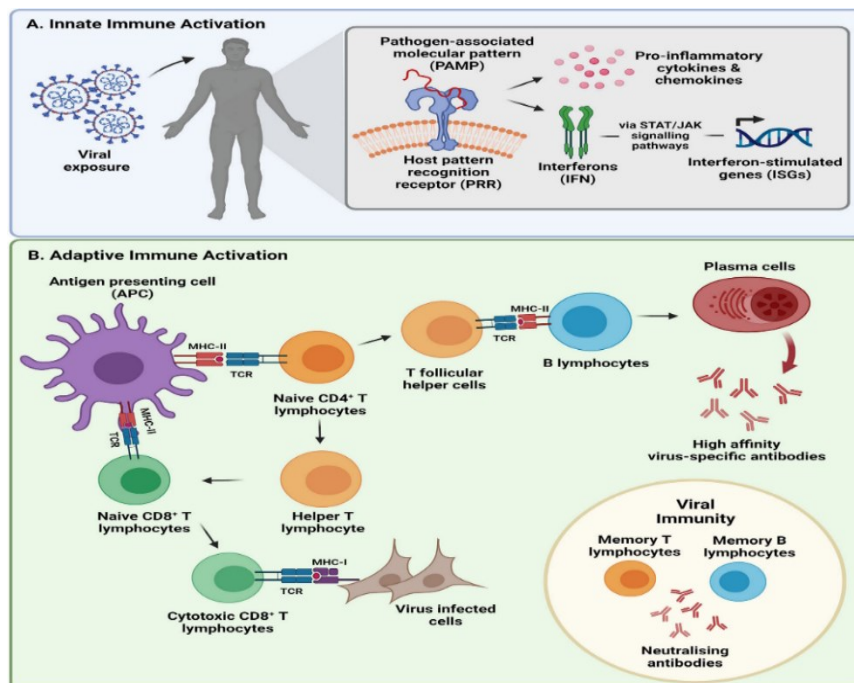 A. Innate Immune Activation
Viral
exposure
Pathogen-associated
molecular pattern
(PAMP)
Host pattern
recognition
receptor (PRR)
Pro-inflammatory
cytokines &
chemokines
Interferons
(IFN)
via STAT/JAK
signalling
pathways
Interferon-stimulated
genes (ISGs)
B. Adaptive Immune Activation
Antigen presenting cell
(APC)
MHC-II
TCR
Naive CD4⁺ T
lymphocytes
MHC-II
TCR
T follicular
helper cells
B lymphocytes
Plasma cells
High affinity
virus-specific antibodies
MHC-II
TCR
Naive CD8⁺ T
lymphocytes
Helper T
lymphocyte
MHC-I
TCR
Cytotoxic CD8⁺ T
lymphocytes
Virus infected
cells
Viral
Immunity
Memory T
lymphocytes
Memory B
lymphocytes
Neutralising
antibodies